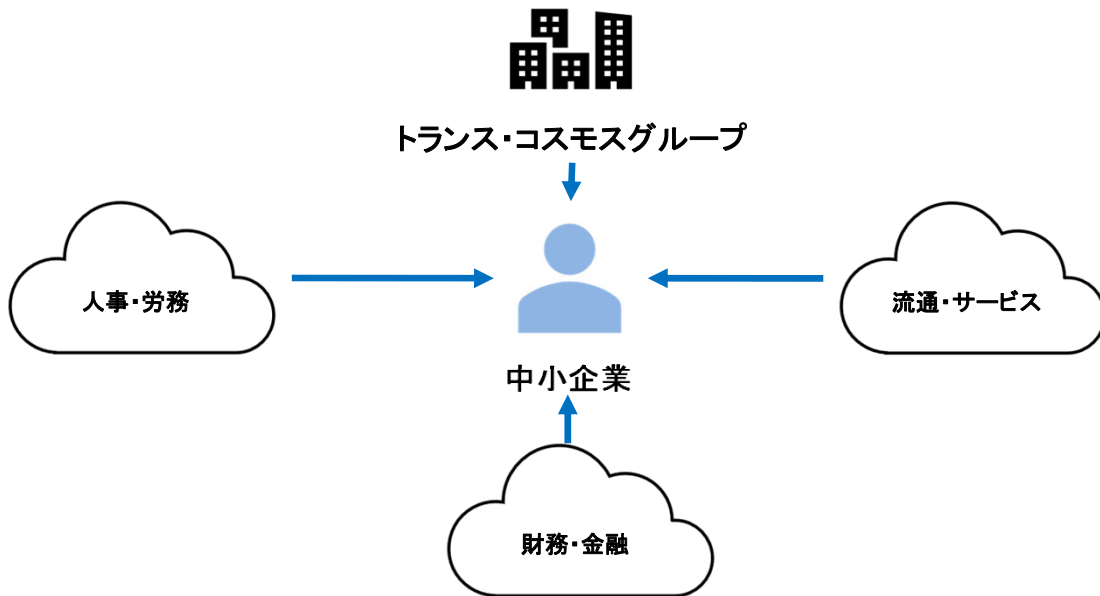 トランス・コスモスグループ
人事・労務
流通・サービス
中小企業
財務・金融